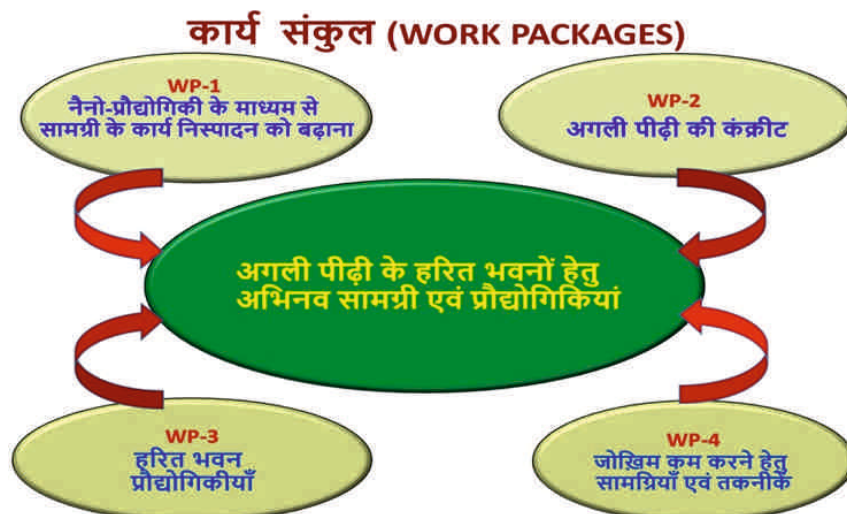 कार्य संकुल (WORK PACKAGES)
WP-1
नैनो-प्रौद्योगिकी के माध्यम से
सामग्री के कार्य निस्पादन को बढ़ाना
WP-2
अगली पीढ़ी की कंक्रीट
अगली पीढ़ी के हरित भवनों हेतु
अभिनव सामग्री एवं प्रौद्योगिकियां
WP-3
हरित भवन
प्रौद्योगिकीयाँ
WP-4
जोख़िम कम करने हेतु
सामग्रियाँ एवं तकनीकें